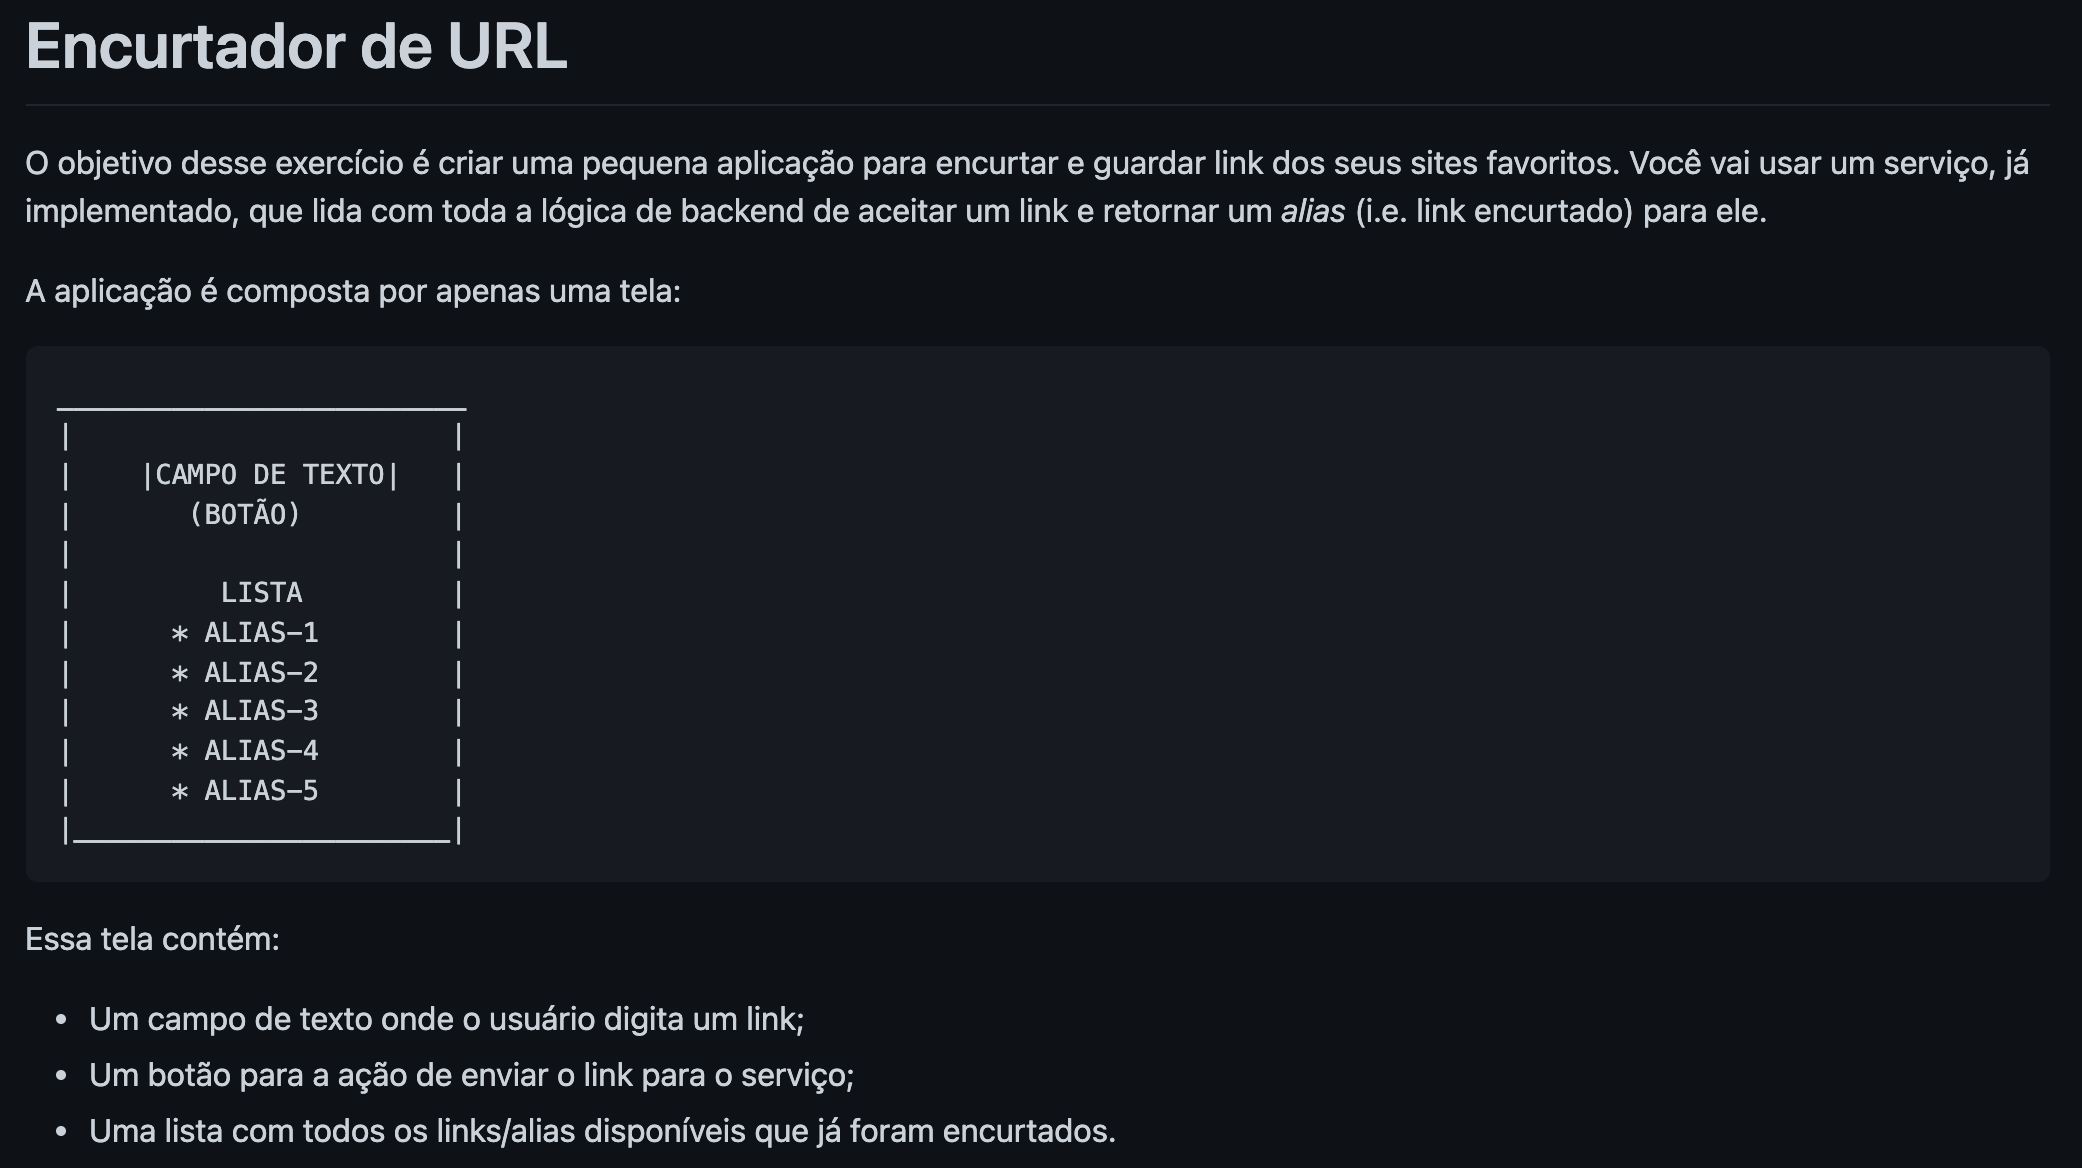 Encurtador de URL
O objetivo desse exercício é criar uma pequena aplicação para encurtar e guardar link dos seus sites favoritos. Você vai usar um serviço, já
implementado, que lida com toda a lógica de backend de aceitar um link e retornar um alias (i.e. link encurtado) para ele.
A aplicação é composta por apenas uma tela:
|CAMPO DE TEXTO|
(BOTÃO)
LISTA
* ALIAS-1
* ALIAS-2
* ALIAS-3
* ALIAS-4
* ALIAS-5
Essa tela contém:
• Um campo de texto onde o usuário digita um link;
• Um botão para a ação de enviar o link para o serviço;
• Uma lista com todos os links/alias disponíveis que já foram encurtados.